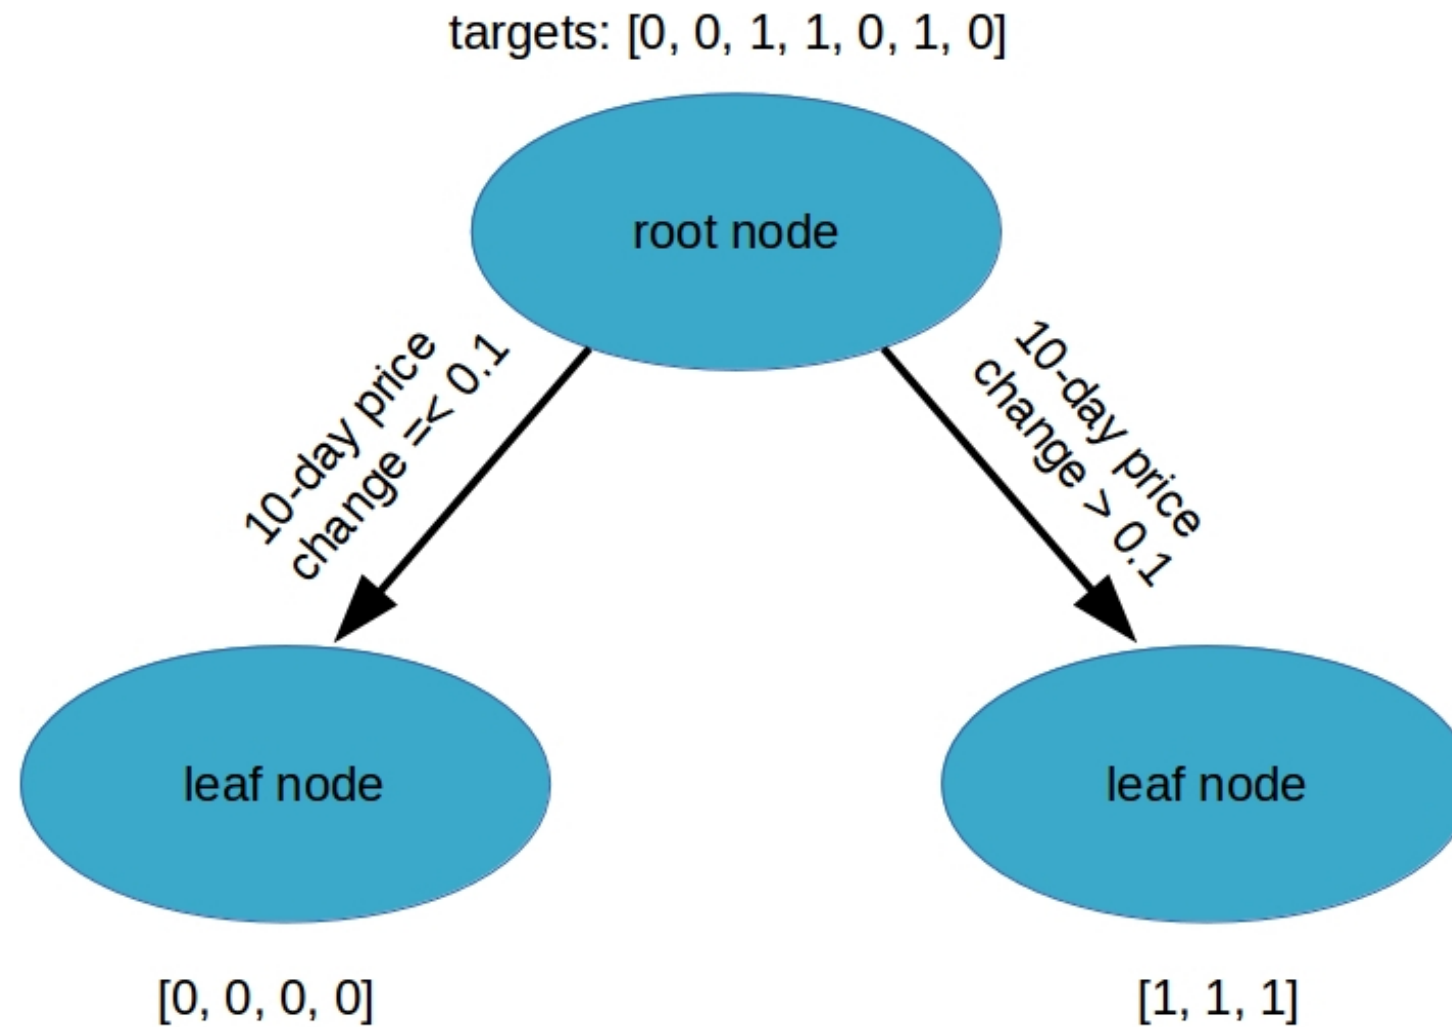 targets: [0, 0, 1, 1, 0, 1, 0]
root node
10-day price
change =< 0.1
10-day price
change > 0.1
leaf node
leaf node
[0, 0, 0, 0]
[1, 1, 1]